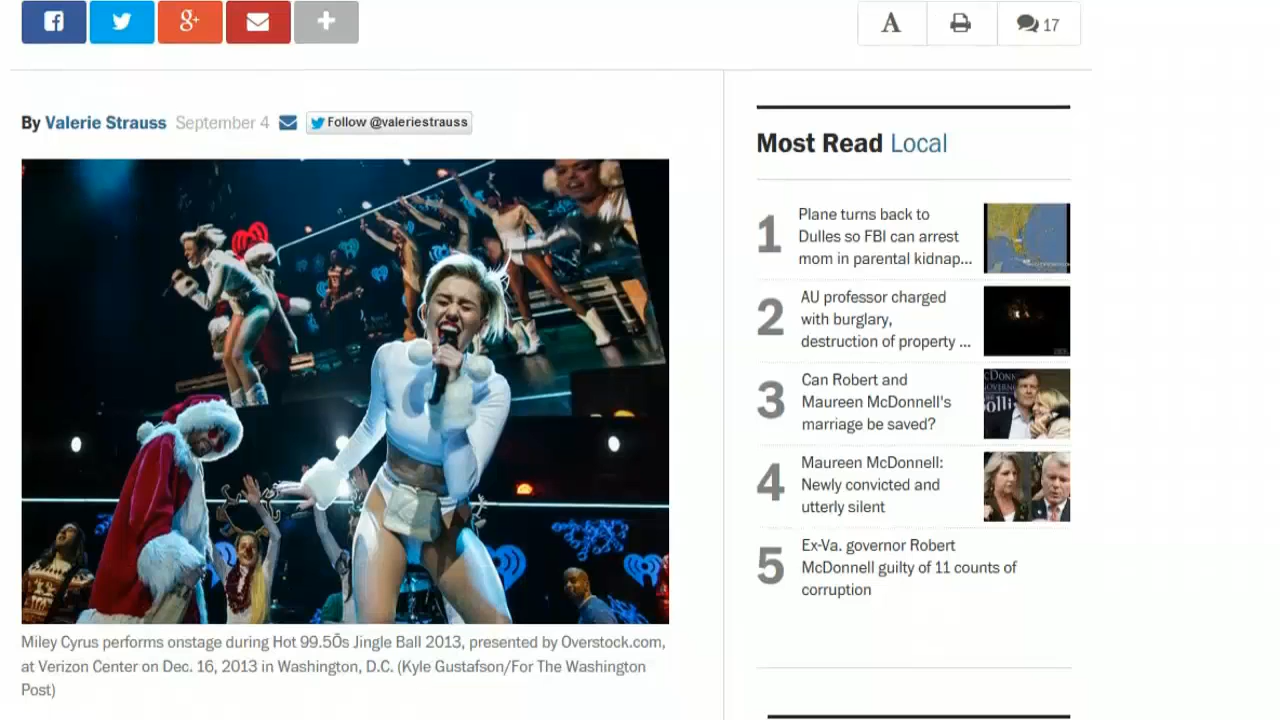 A
17
By Valerie Strauss September 4 Follow @valeriestrauss
Miley Cyrus performs onstage during Hot 99.5Õs Jingle Ball 2013, presented by Overstock.com,
at Verizon Center on Dec. 16, 2013 in Washington, D.C. (Kyle Gustafson/For The Washington
Post)
Most Read Local
1
Plane turns back to
Dulles so FBI can arrest
mom in parental kidnap...
2
AU professor charged
with burglary,
destruction of property ...
3
Can Robert and
Maureen McDonnell's
marriage be saved?
4
Maureen McDonnell:
Newly convicted and
utterly silent
5
Ex-Va. governor Robert
McDonnell guilty of 11 counts of
corruption